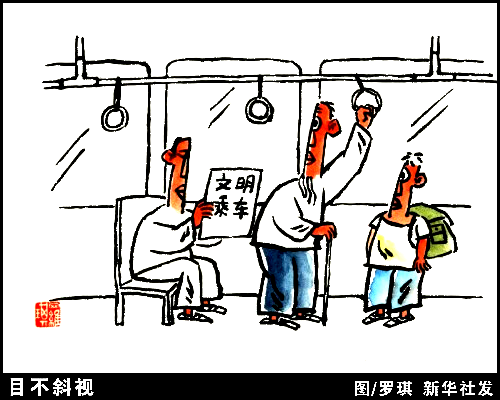 文明
乘车
目不斜视
图/罗琪 新华社发